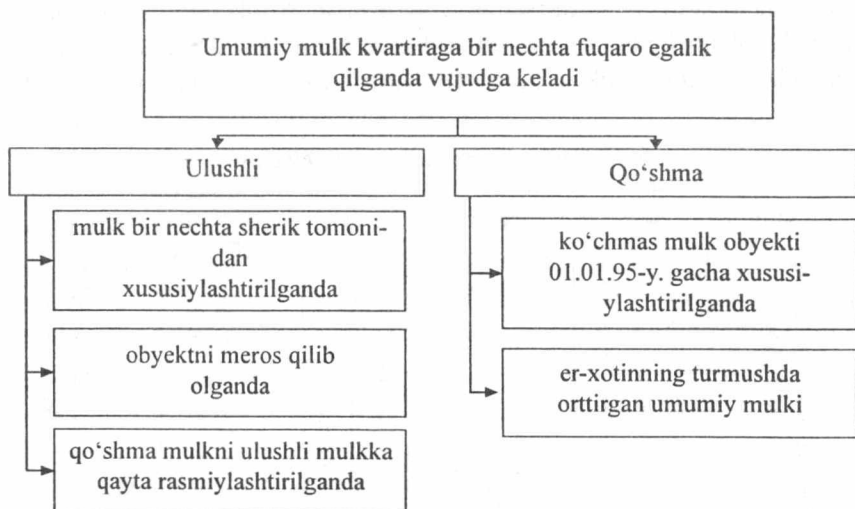 Umumiy mulk kvartiraga bir nechta fuqaro egalik
qilganda vujudga keladi
Ulushli
mulk bir nechta sherik tomoni-
dan
xususiylashtirilganda
obyektni meros qilib
olganda
qo‘shma mulkni ulushli mulkka
qayta rasmiylashtirilganda
Qo‘shma
ko‘chmas mulk obyekti
01.01.95-y. gacha xususi-
ylashtirilganda
er-xotinning turmushda
orttirgan umumiy mulki